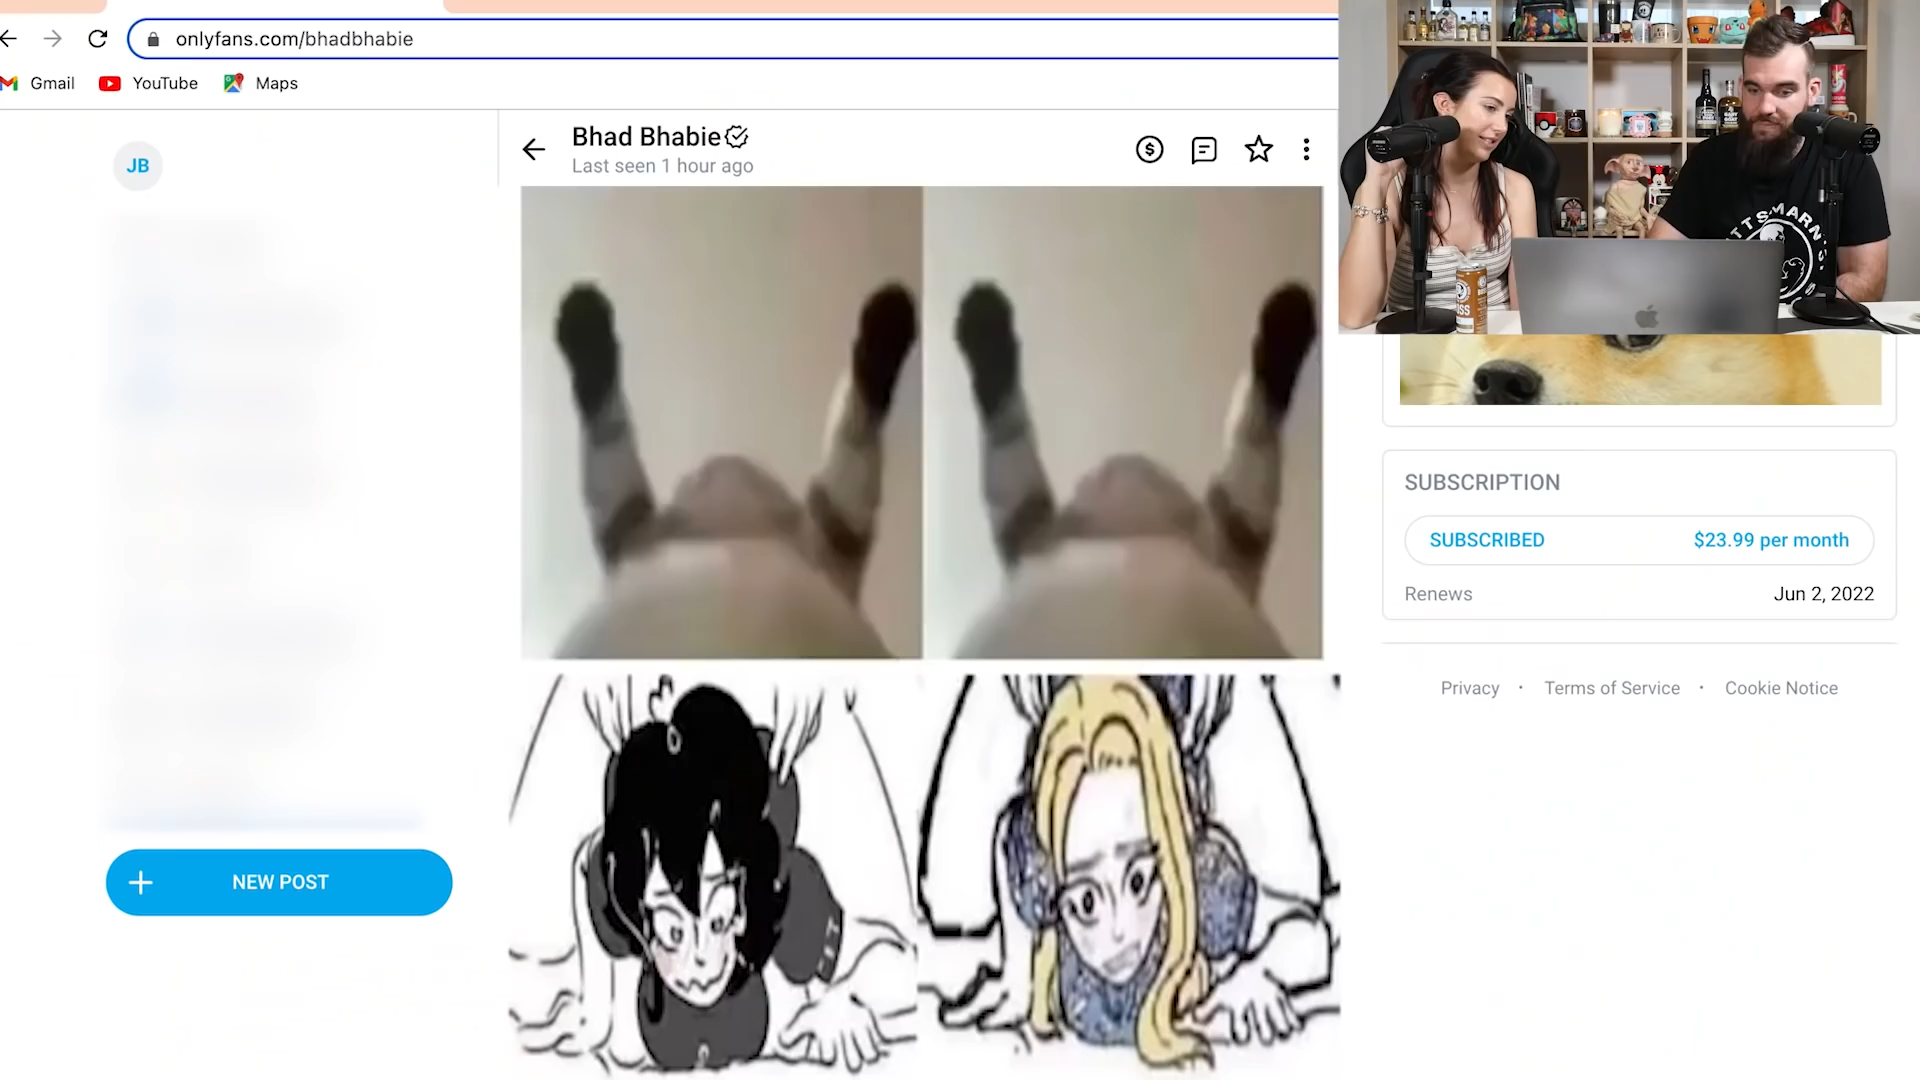 onlyfans.com/bhadbhabie
Gmail YouTube Maps
JB
Bhad Bhabie
Last seen 1 hour ago
SUBSCRIPTION
SUBSCRIBED $23.99 per month
Renews Jun 2, 2022
Privacy · Terms of Service · Cookie Notice
NEW POST